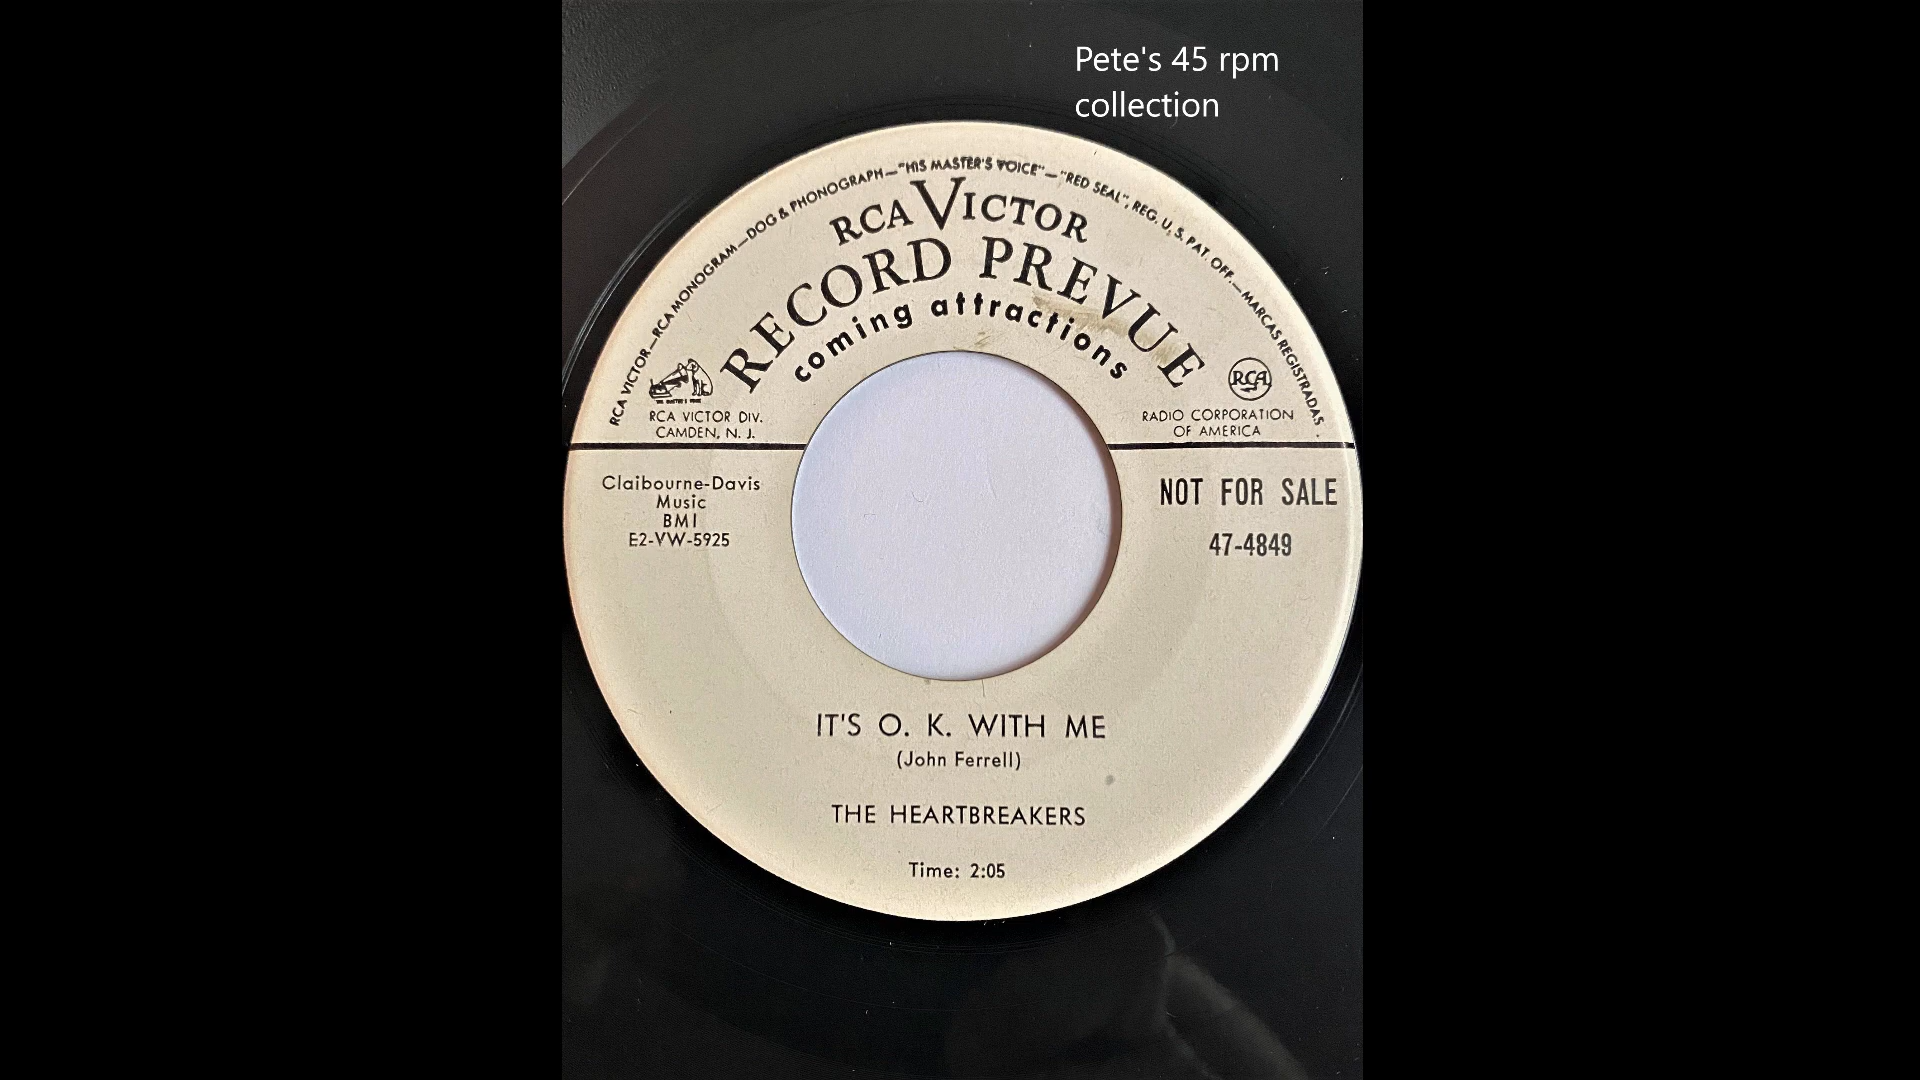 Pete's 45 rpm
collection
RCA VICTOR—RCA MONOGRAM—DOG & PHONOGRAPH—"HIS MASTER'S VOICE"—"RED SEAL", REG. U. S. PAT. OFF.—MARCAS REGISTRADAS.
RCA VICTOR
RECORD PREVUE
coming attractions
RCA
RCA VICTOR DIV.
CAMDEN, N. J.
RADIO CORPORATION
OF AMERICA
Claibourne-Davis
Music
BMI
E2-VW-5925
NOT FOR SALE
47-4849
IT'S O. K. WITH ME
(John Ferrell)
THE HEARTBREAKERS
Time: 2:05